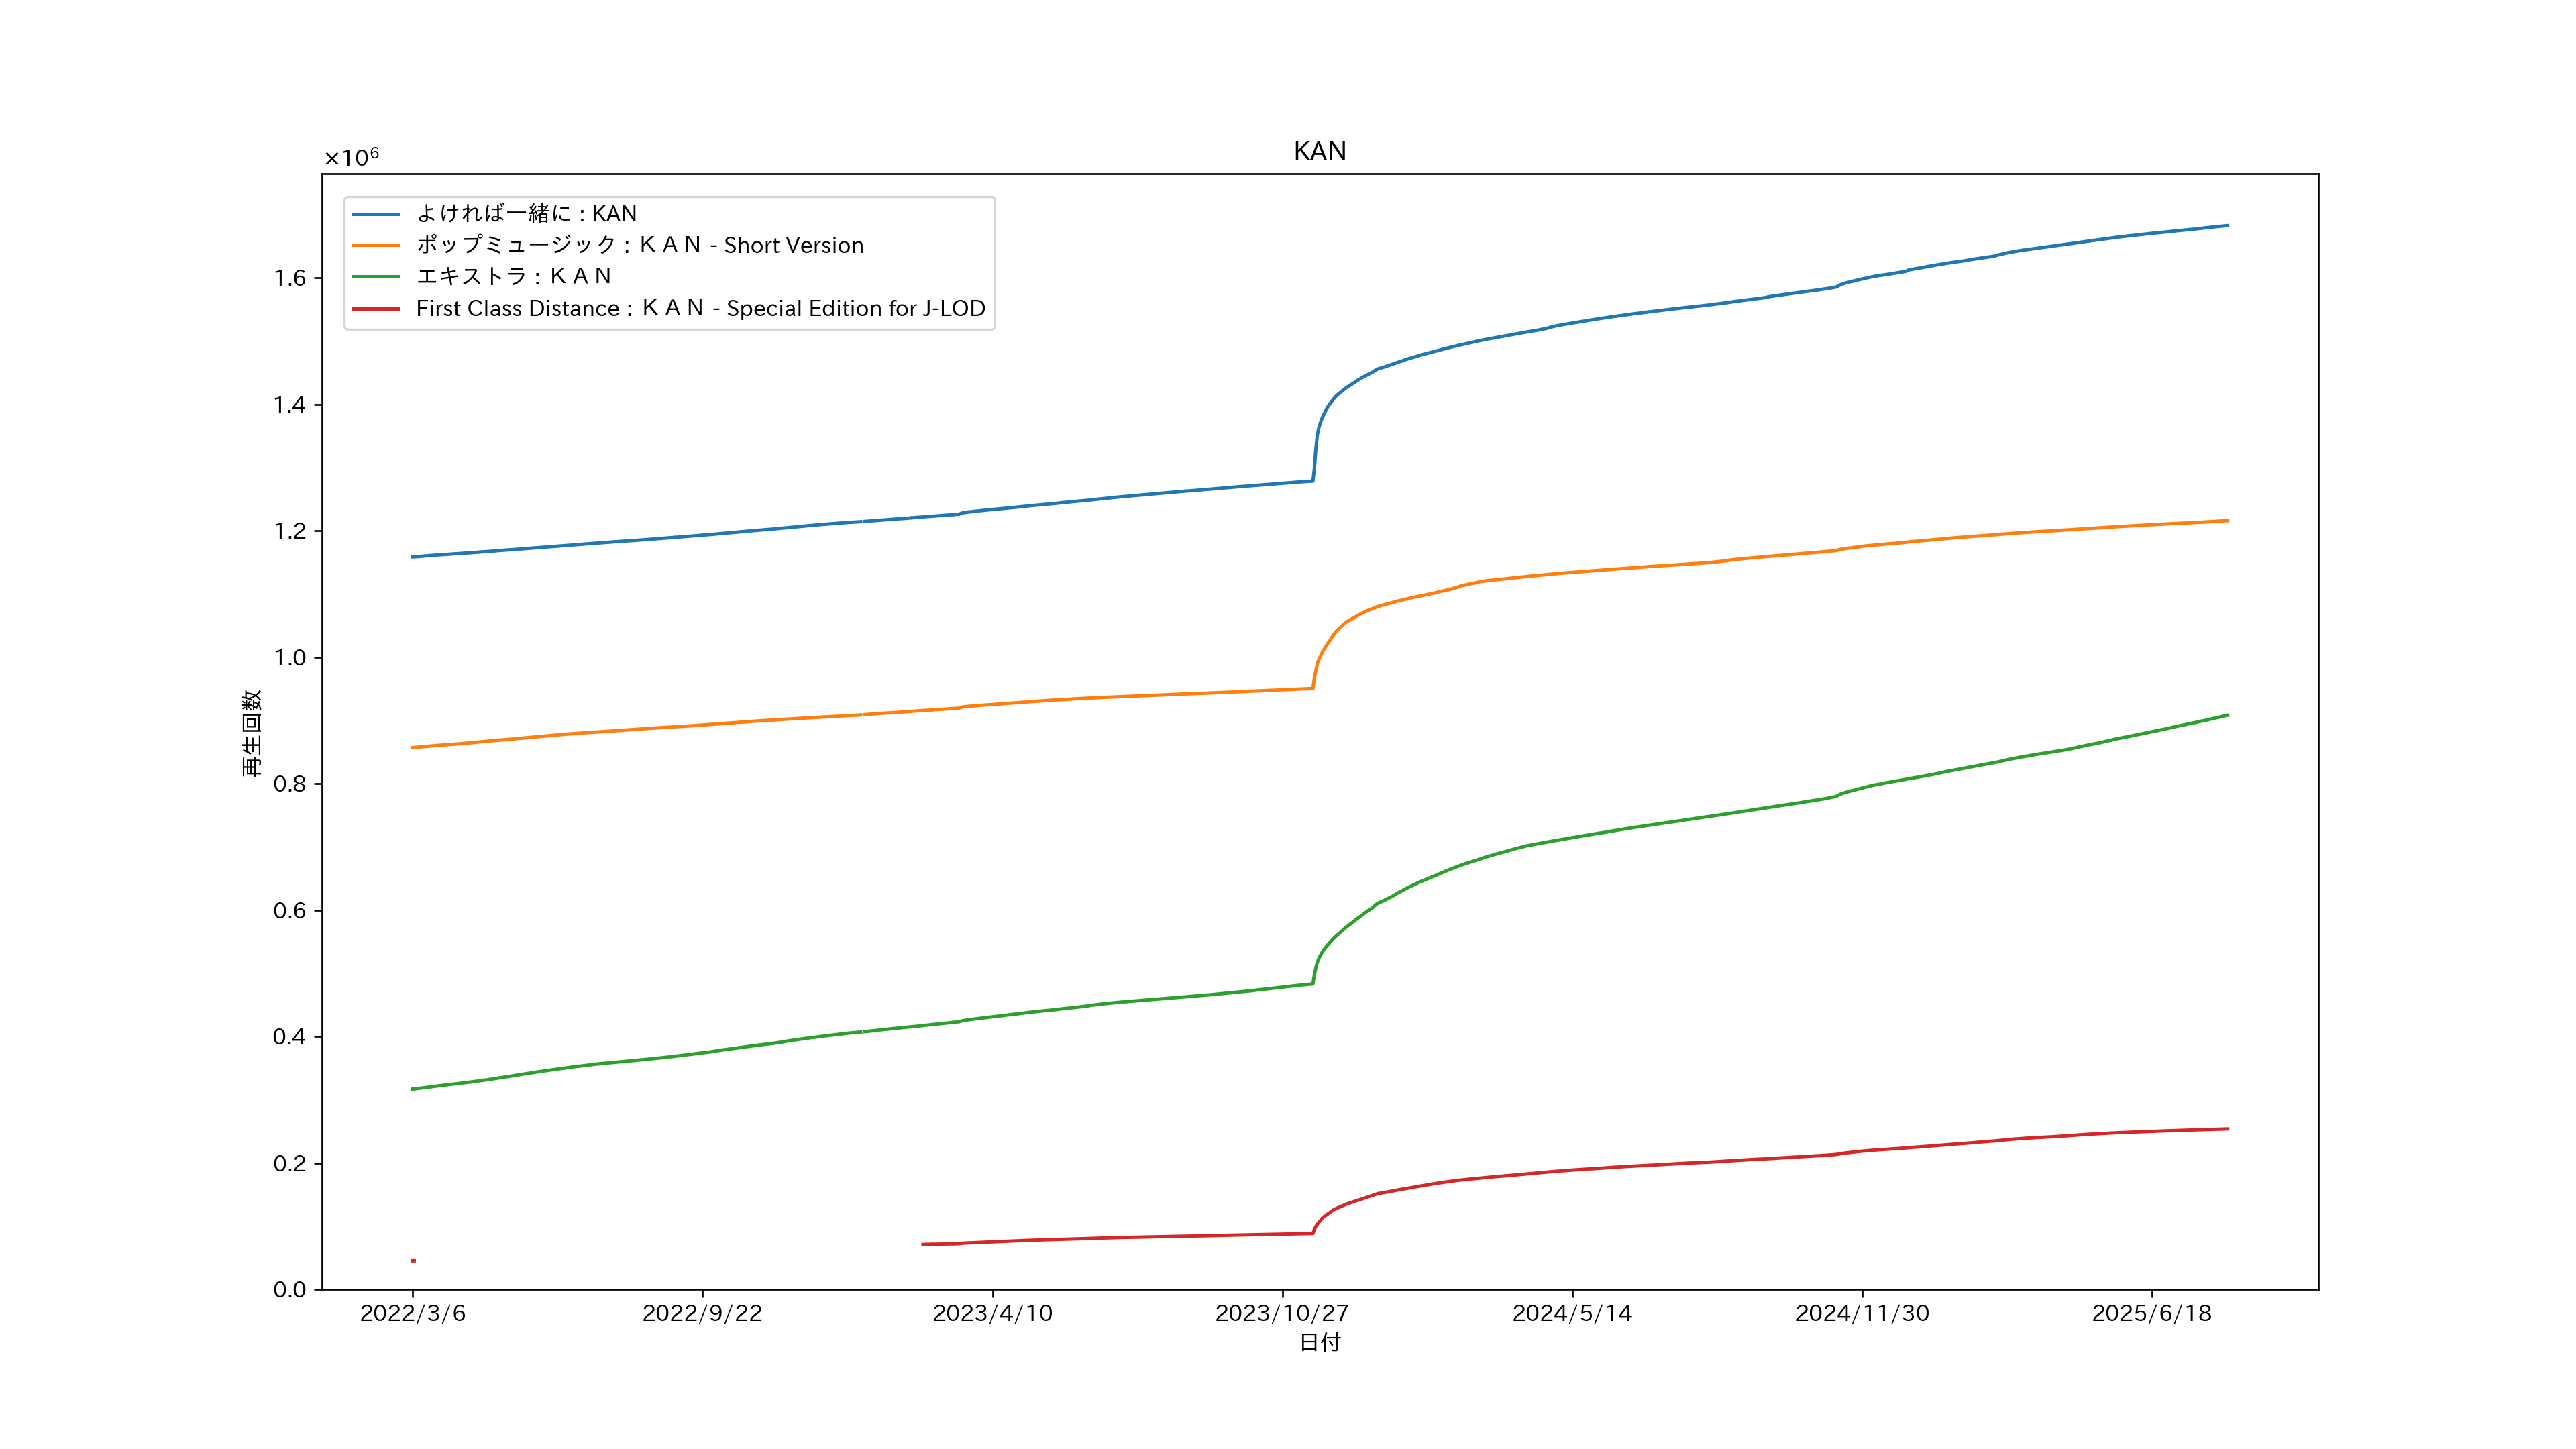 KAN
×10⁶
よければ一緒に : KAN
ポップミュージック : ＫＡＮ - Short Version
エキストラ : ＫＡＮ
First Class Distance : ＫＡＮ - Special Edition for J-LOD
1.6
1.4
1.2
1.0
0.8
0.6
0.4
0.2
0.0
再生回数
2022/3/6
2022/9/22
2023/4/10
2023/10/27
2024/5/14
2024/11/30
2025/6/18
日付